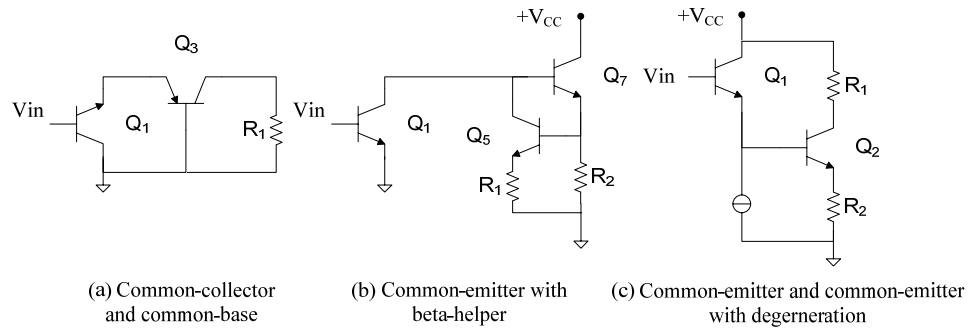 +VCC
+VCC
Q3
Q7
Vin
Q1
R1
Vin
Q1
Q5
R1
R2
Vin
Q1
R1
Q2
R2
(a) Common-collector
and common-base
(b) Common-emitter with
beta-helper
(c) Common-emitter and common-emitter
with degerneration